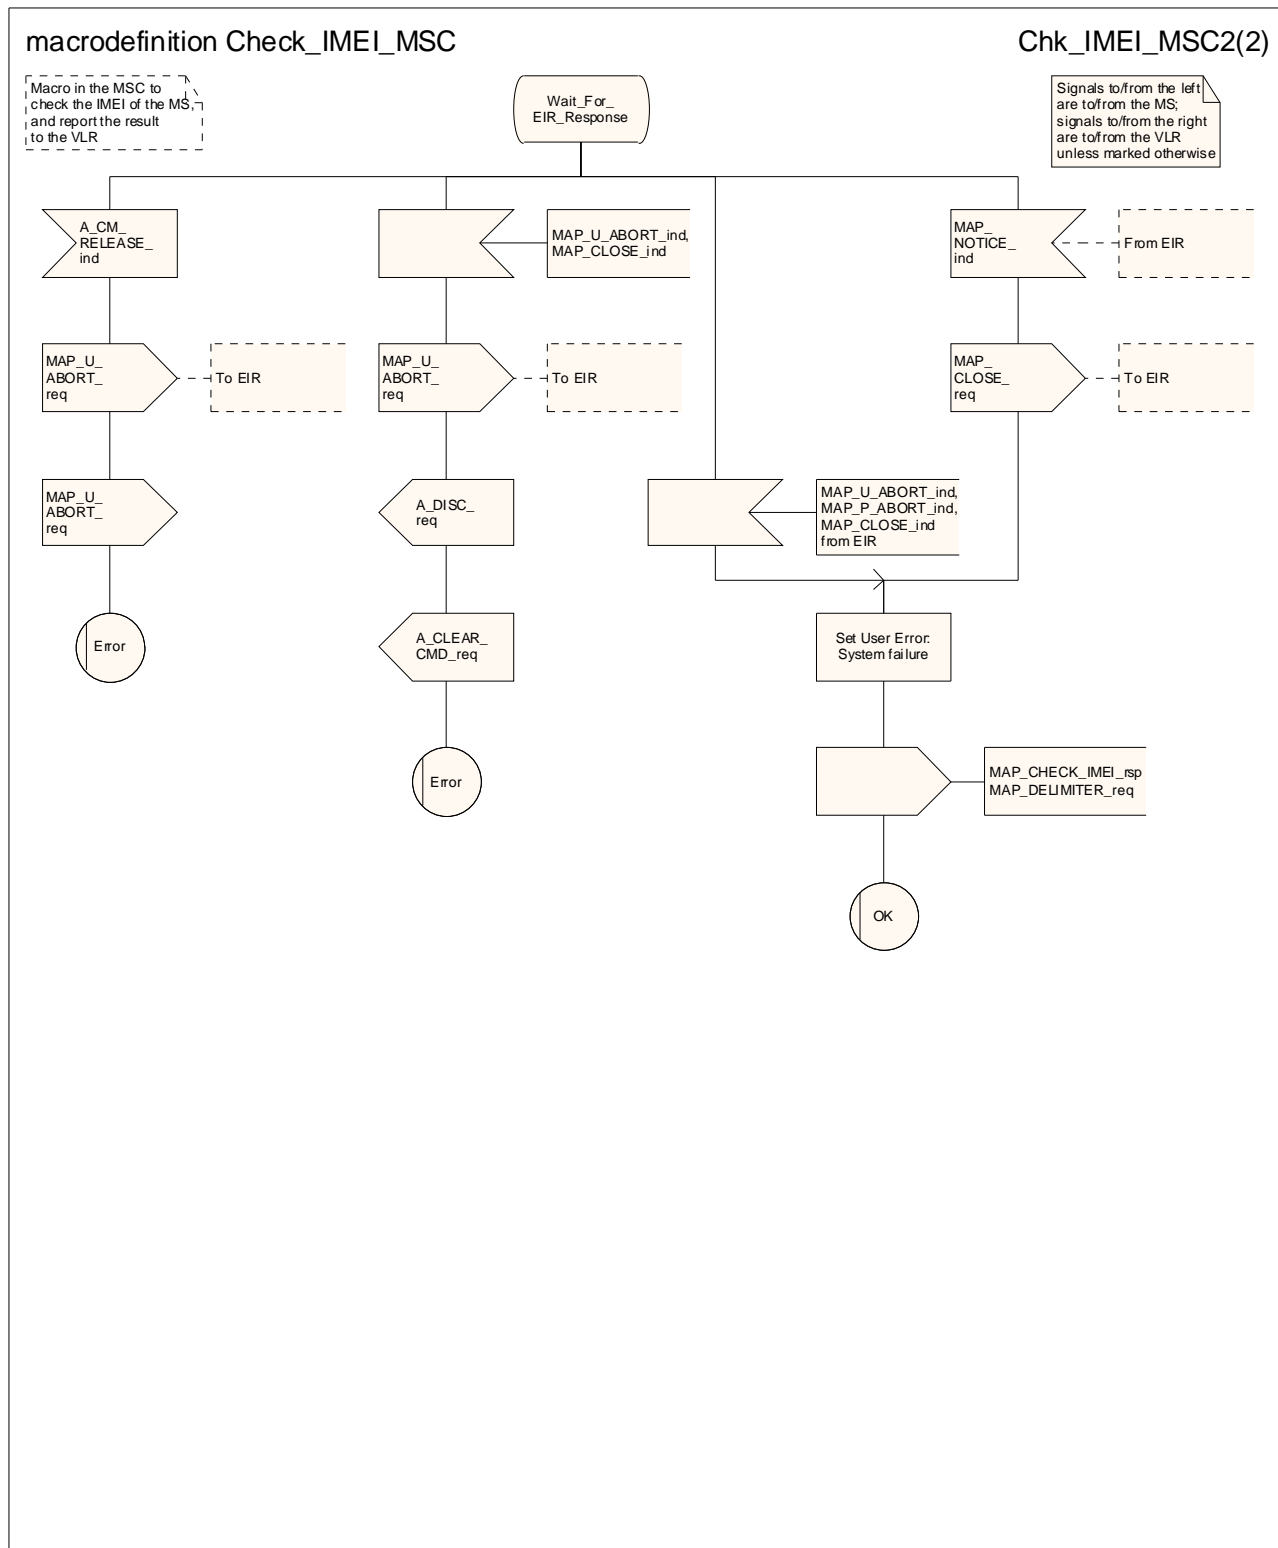 macrodefinition Check_IMEI_MSC
Chk_IMEI_MSC2(2)
Macro in the MSC to
check the IMEI of the MS,
and report the result
to the VLR
Wait_For_
EIR_Response
Signals to/from the left
are to/from the MS;
signals to/from the right
are to/from the VLR
unless marked otherwise
A_CM_
RELEASE_
ind
MAP_U_ABORT_ind,
MAP_CLOSE_ind
MAP_
NOTICE_
ind
From EIR
MAP_U_
ABORT_
req
To EIR
MAP_U_
ABORT_
req
To EIR
MAP_
CLOSE_
req
To EIR
MAP_U_
ABORT_
req
A_DISC_
req
MAP_U_ABORT_ind,
MAP_P_ABORT_ind,
MAP_CLOSE_ind
from EIR
Error
A_CLEAR_
CMD_req
Set User Error:
System failure
Error
MAP_CHECK_IMEI_rsp
MAP_DELIMITER_req
OK